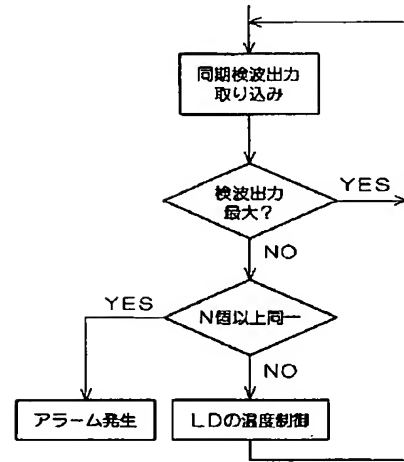 同期検波出力
取り込み
検波出力
最大?
YES
NO
N個以上同一
YES
NO
アラーム発生
LDの温度制御